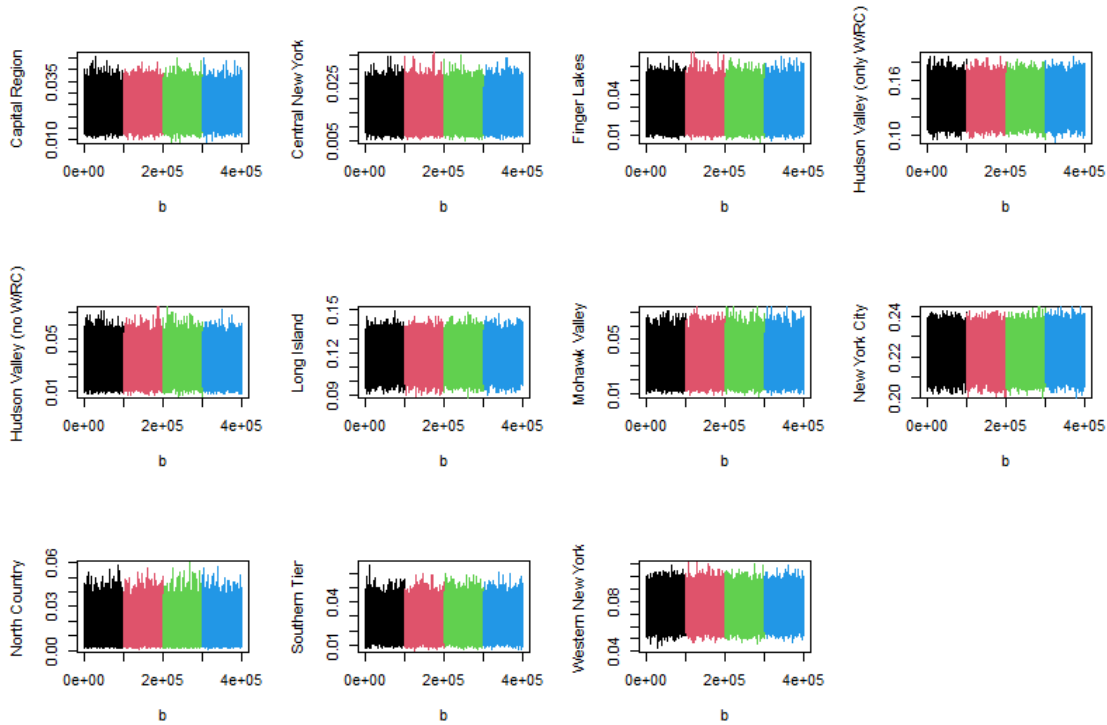 Capital Region
0.010 0.035
0e+00 2e+05 4e+05
b
Central New York
0.005 0.025
0e+00 2e+05 4e+05
b
Finger Lakes
0.01 0.04
0e+00 2e+05 4e+05
b
Hudson Valley (only W/RC)
0.10 0.16
0e+00 2e+05 4e+05
b
Hudson Valley (no W/RC)
0.01 0.05
0e+00 2e+05 4e+05
b
Long Island
0.09 0.12 0.15
0e+00 2e+05 4e+05
b
Mohawk Valley
0.01 0.05
0e+00 2e+05 4e+05
b
New York City
0.20 0.22 0.24
0e+00 2e+05 4e+05
b
North Country
0.00 0.03 0.06
0e+00 2e+05 4e+05
b
Southern Tier
0.01 0.04
0e+00 2e+05 4e+05
b
Western New York
0.04 0.08
0e+00 2e+05 4e+05
b